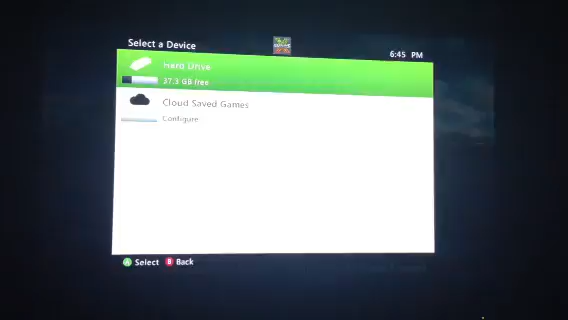 Select a Device
6:45 PM
Hard Drive
37.3 GB free
Cloud Saved Games
Configure
A Select B Back